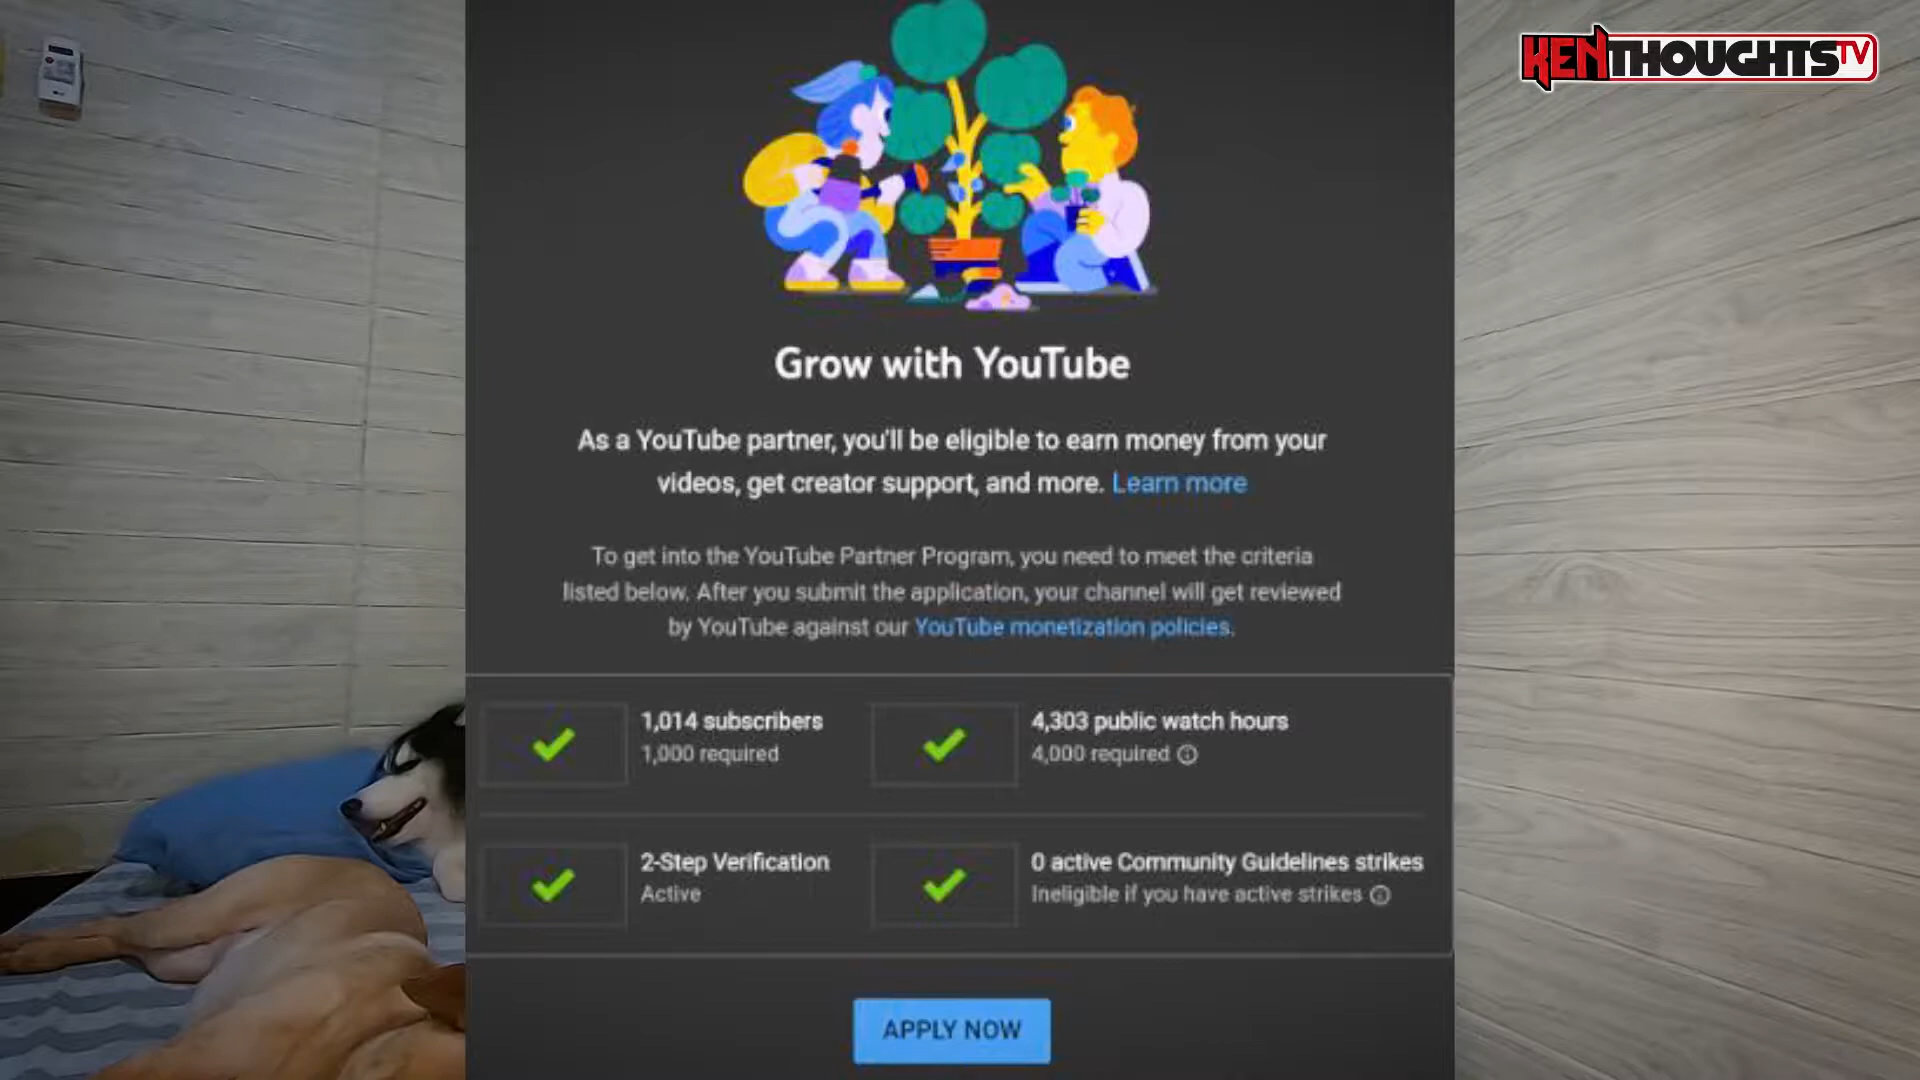 KENTHOUGHTSTV
Grow with YouTube
As a YouTube partner, you'll be eligible to earn money from your
videos, get creator support, and more. Learn more
To get into the YouTube Partner Program, you need to meet the criteria
listed below. After you submit the application, your channel will get reviewed
by YouTube against our YouTube monetization policies.
1,014 subscribers
1,000 required
4,303 public watch hours
4,000 required
2-Step Verification
Active
0 active Community Guidelines strikes
Ineligible if you have active strikes
APPLY NOW